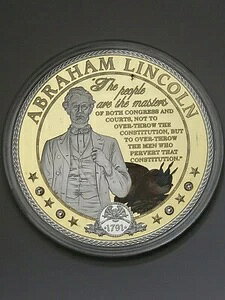 ABRAHAM LINCOLN
"The people
are the masters
OF BOTH CONGRESS AND
COURTS, NOT TO
OVER-THROW THE
CONSTITUTION, BUT
TO OVER-THROW
THE MEN WHO
PERVERT THAT
CONSTITUTION."
1791